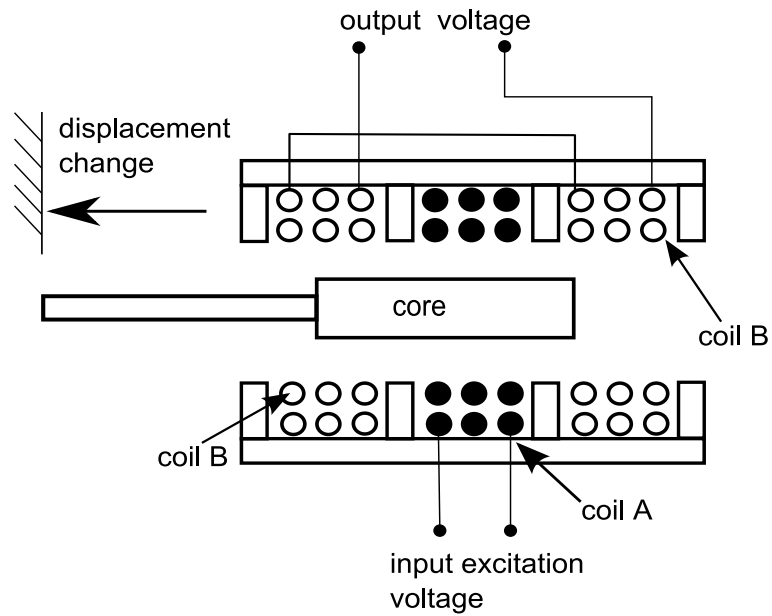 output voltage
displacement
change
core
coil B
coil B
coil A
input excitation
voltage